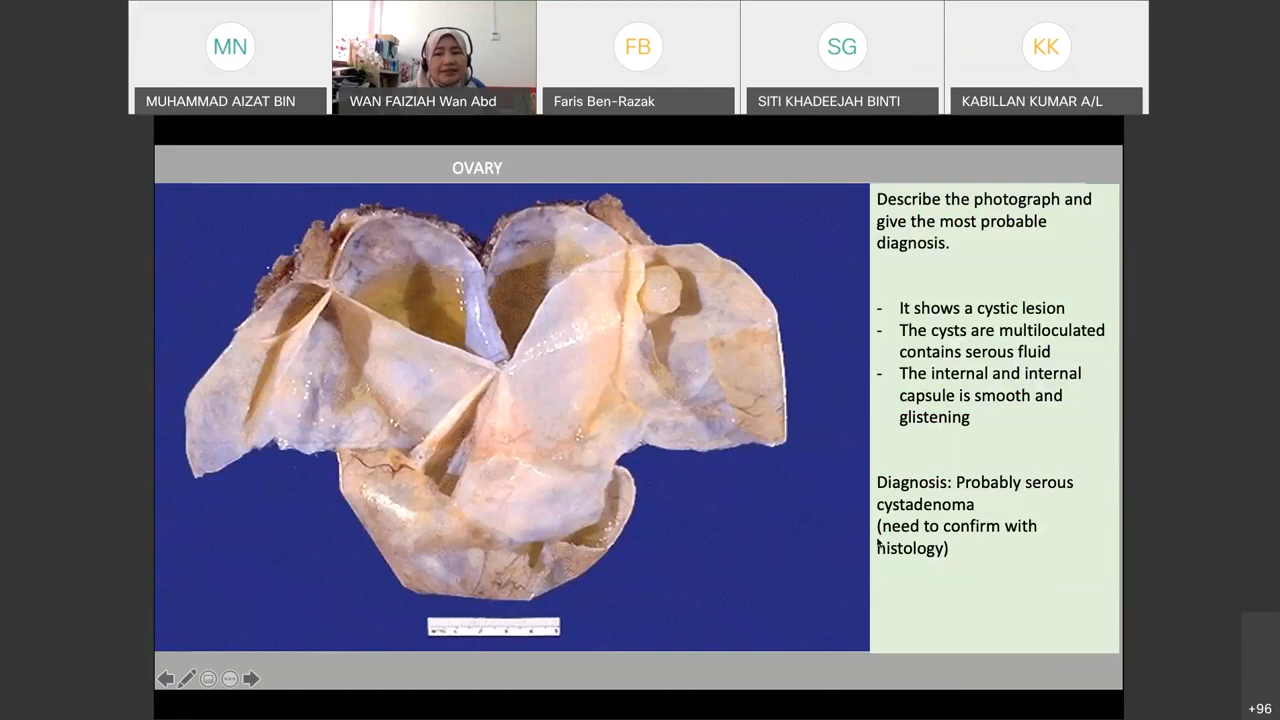 MN
FB
SG
KK
MUHAMMAD AIZAT BIN
WAN FAIZIAH Wan Abd
Faris Ben-Razak
SITI KHADEEJAH BINTI
KABILLAN KUMAR A/L
OVARY
Describe the photograph and
give the most probable
diagnosis.
- It shows a cystic lesion
- The cysts are multiloculated
contains serous fluid
- The internal and internal
capsule is smooth and
glistening
Diagnosis: Probably serous
cystadenoma
(need to confirm with
histology)
+96